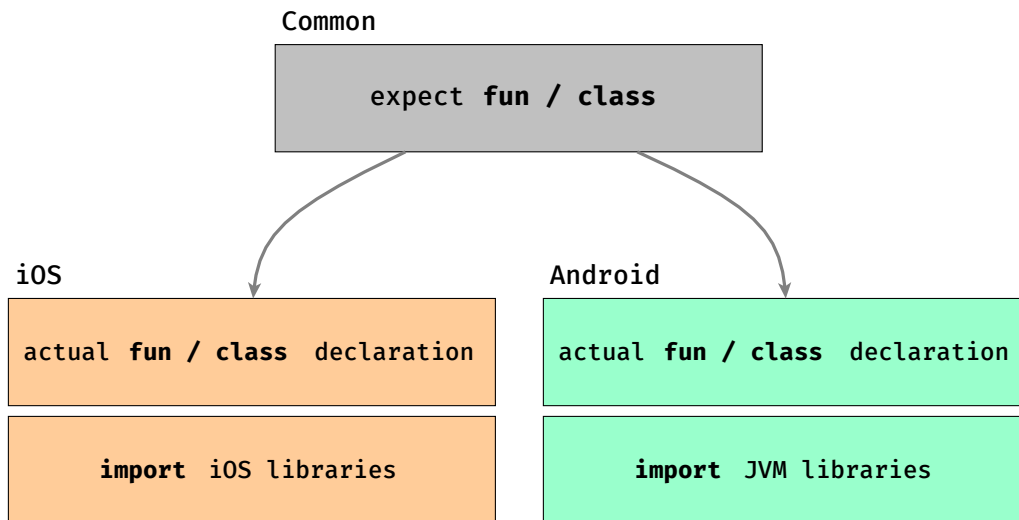 Common
expect fun / class
iOS
actual fun / class declaration
import iOS libraries
Android
actual fun / class declaration
import JVM libraries